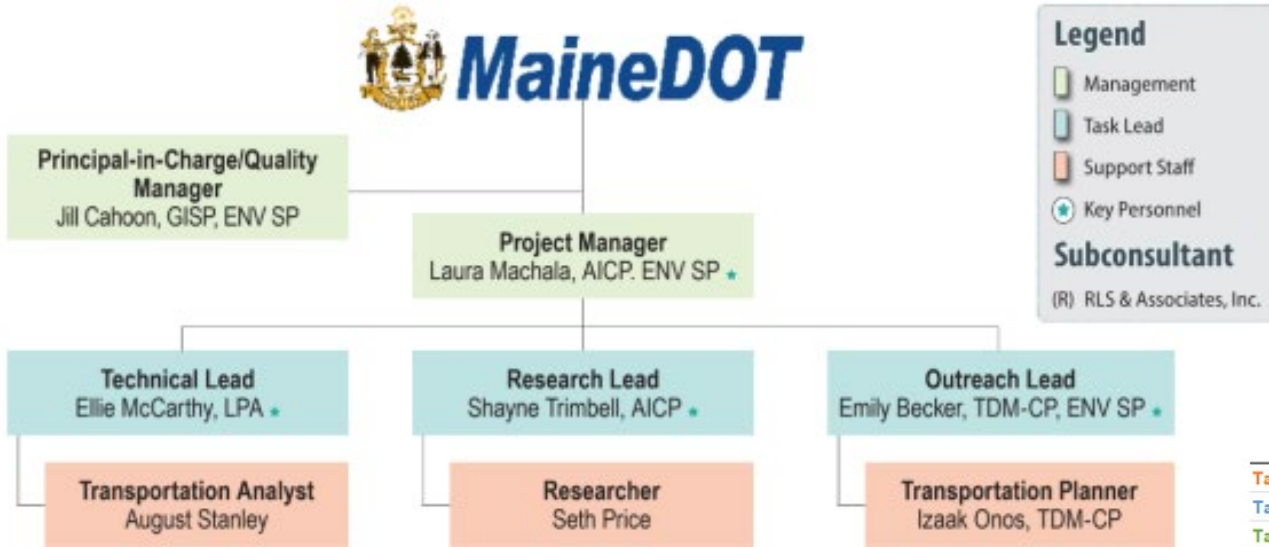 MaineDOT
Legend
Management
Task Lead
Support Staff
Key Personnel
Subconsultant
(R) RLS & Associates, Inc.
Principal-in-Charge/Quality
Manager
Jill Cahoon, GISP, ENV SP
Project Manager
Laura Machala, AICP. ENV SP
Technical Lead
Ellie McCarthy, LPA
Research Lead
Shayne Trimbell, AICP
Outreach Lead
Emily Becker, TDM-CP, ENV SP
Transportation Analyst
August Stanley
Researcher
Seth Price
Transportation Planner
Izaak Onos, TDM-CP
Ta
Ta
Ta